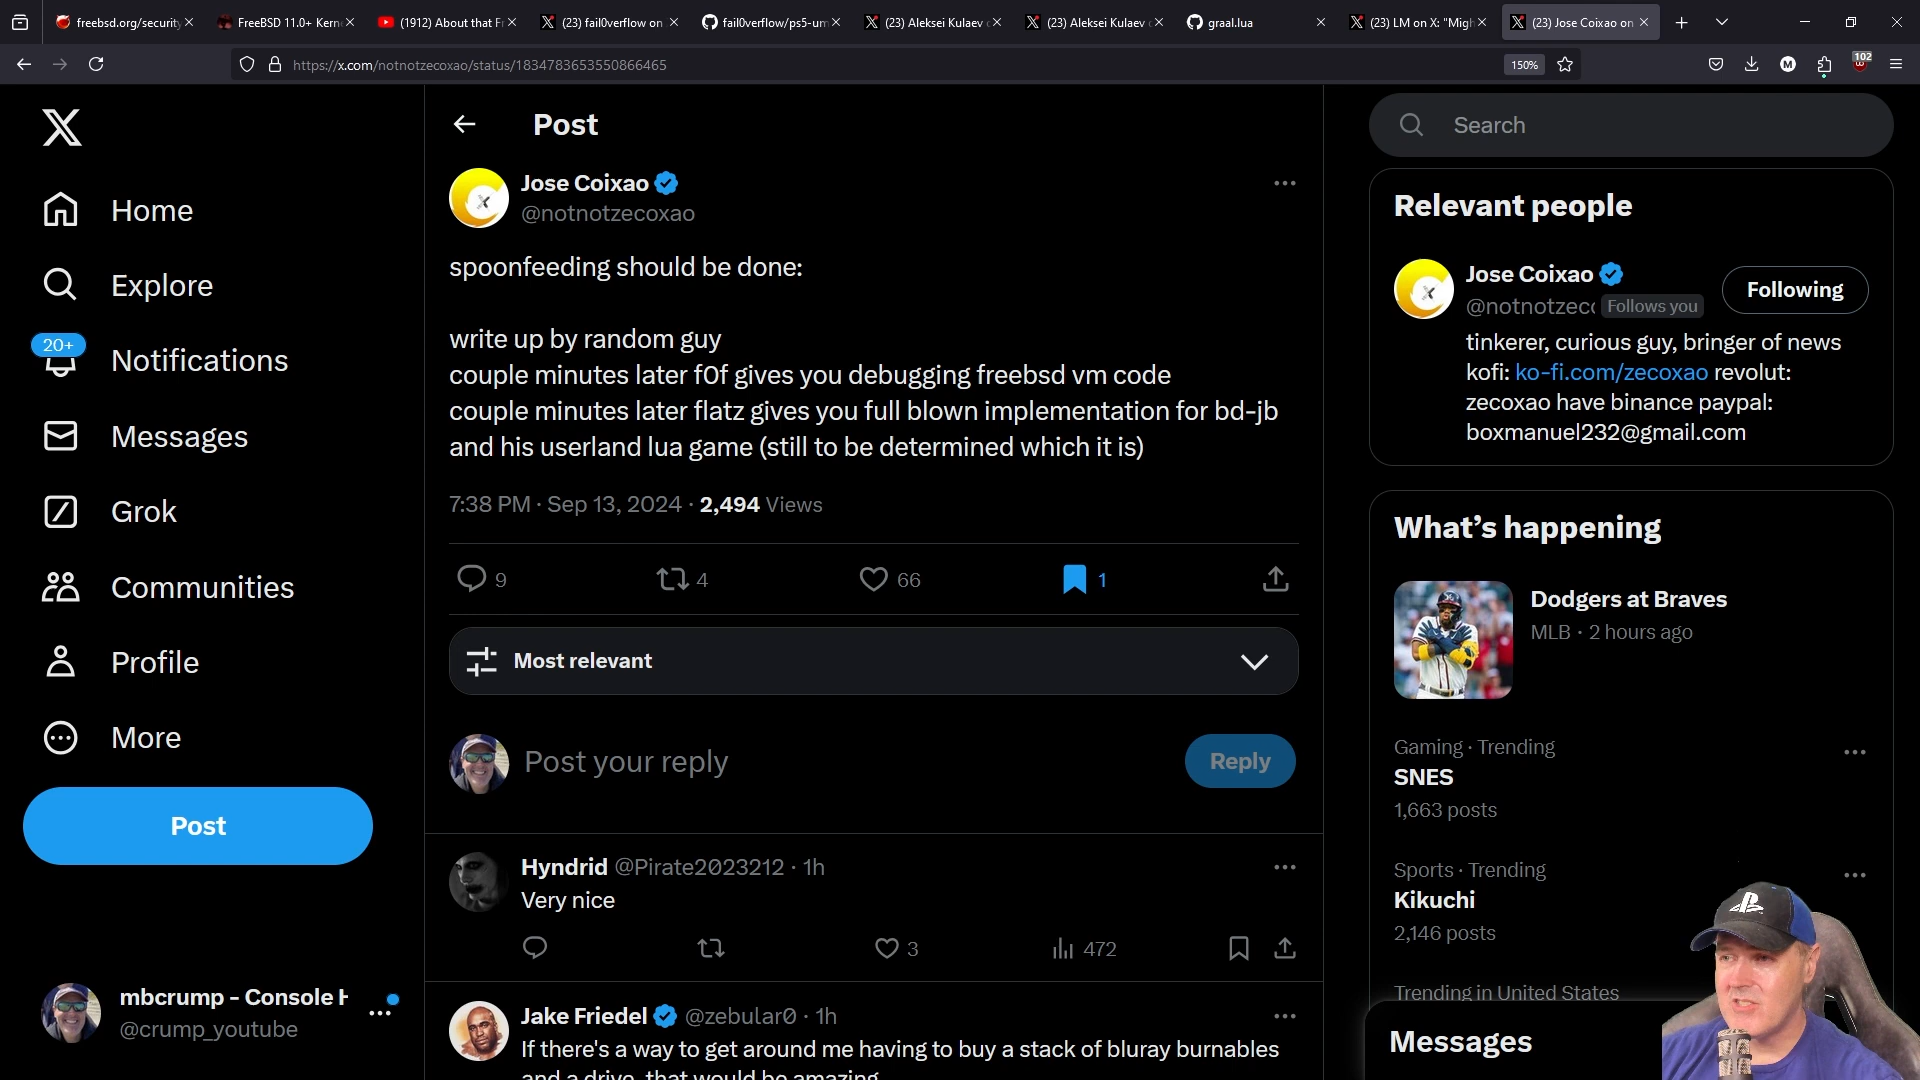 freebsd.org/security
FreeBSD 11.0+ Kern
(1912) About that F
(23) fail0verflow on
fail0verflow/ps5-um
(23) Aleksei Kulaev
(23) Aleksei Kulaev
graal.lua
(23) LM on X: "Migh
(23) Jose Coixao on
https://x.com/notnotzecoxao/status/1834783653550866465
150%
M
102
Home
Explore
20+
Notifications
Messages
Grok
Communities
Profile
More
Post
mbcrump - Console H
@crump_youtube
Post
Jose Coixao
@notnotzecoxao
spoonfeeding should be done:
write up by random guy
couple minutes later f0f gives you debugging freebsd vm code
couple minutes later flatz gives you full blown implementation for bd-jb
and his userland lua game (still to be determined which it is)
7:38 PM · Sep 13, 2024 · 2,494 Views
9
4
66
1
Most relevant
Post your reply
Reply
Hyndrid @Pirate2023212 · 1h
Very nice
3
472
Jake Friedel @zebular0 · 1h
If there's a way to get around me having to buy a stack of bluray burnables
and a drive, that would be amazing
Search
Relevant people
Jose Coixao
@notnotzeco
Follows you
Following
tinkerer, curious guy, bringer of news
kofi: ko-fi.com/zecoxao revolut:
zecoxao have binance paypal:
boxmanuel232@gmail.com
What's happening
Dodgers at Braves
MLB · 2 hours ago
Gaming · Trending
SNES
1,663 posts
Sports · Trending
Kikuchi
2,146 posts
Trending in United States
Messages